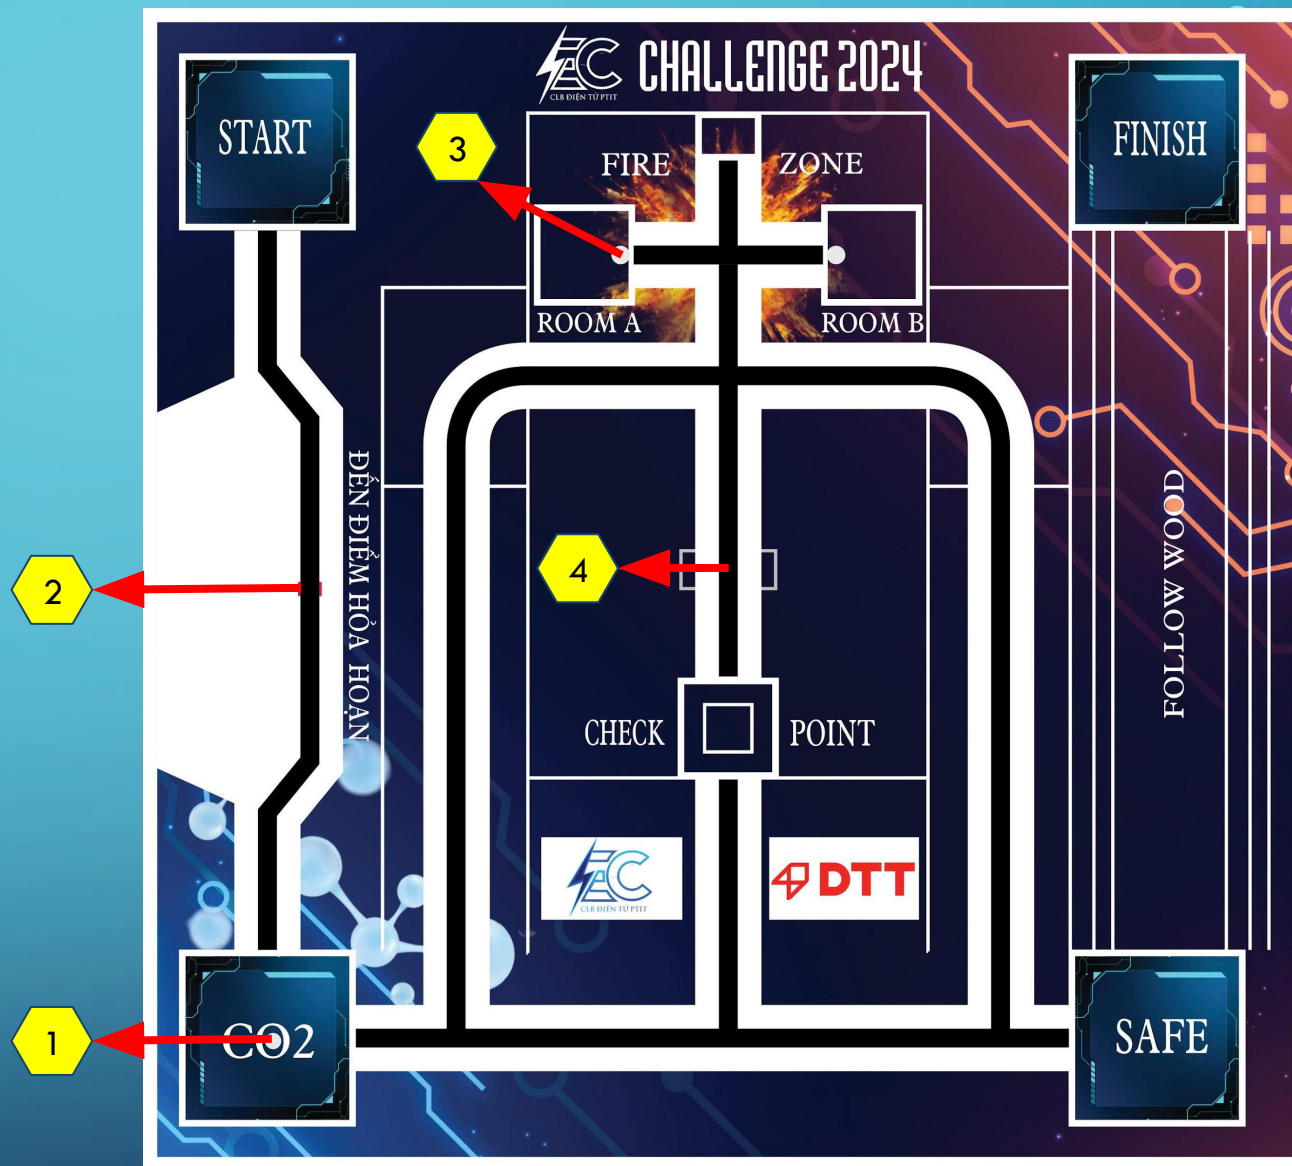 CHALLENGE 2024
CLB ĐIỆN TỬ PTIT
START
3
FIRE ZONE
FINISH
ROOM A
ROOM B
ĐẾN ĐIỂM HỎA HOẠN
FOLLOW WOOD
2
4
CHECK POINT
EC
CLB ĐIỆN TỬ PTIT
DTT
1
CO2
SAFE